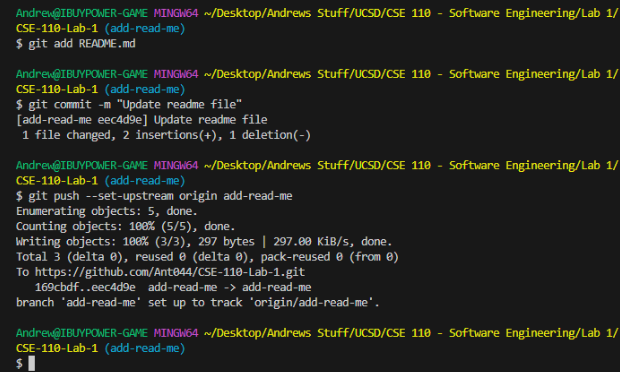 Andrew@IBUYPOWER-GAME MINGW64 ~/Desktop/Andrews Stuff/UCSD/CSE 110 - Software Engineering/Lab 1/
CSE-110-Lab-1 (add-read-me)
$ git add README.md
Andrew@IBUYPOWER-GAME MINGW64 ~/Desktop/Andrews Stuff/UCSD/CSE 110 - Software Engineering/Lab 1/
CSE-110-Lab-1 (add-read-me)
$ git commit -m "Update readme file"
[add-read-me eec4d9e] Update readme file
 1 file changed, 2 insertions(+), 1 deletion(-)
Andrew@IBUYPOWER-GAME MINGW64 ~/Desktop/Andrews Stuff/UCSD/CSE 110 - Software Engineering/Lab 1/
CSE-110-Lab-1 (add-read-me)
$ git push --set-upstream origin add-read-me
Enumerating objects: 5, done.
Counting objects: 100% (5/5), done.
Writing objects: 100% (3/3), 297 bytes | 297.00 KiB/s, done.
Total 3 (delta 0), reused 0 (delta 0), pack-reused 0 (from 0)
To https://github.com/Ant044/CSE-110-Lab-1.git
   169cbdf..eec4d9e  add-read-me -> add-read-me
branch 'add-read-me' set up to track 'origin/add-read-me'.
Andrew@IBUYPOWER-GAME MINGW64 ~/Desktop/Andrews Stuff/UCSD/CSE 110 - Software Engineering/Lab 1/
CSE-110-Lab-1 (add-read-me)
$